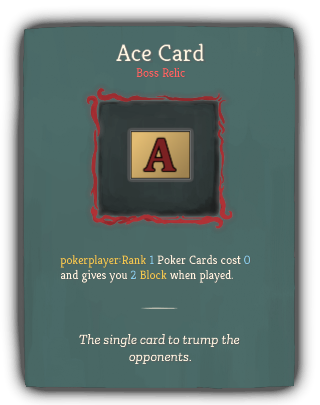 Ace Card
Boss Relic
A
pokerplayer:Rank 1 Poker Cards cost 0
and gives you 2 Block when played.
The single card to trump the
opponents.